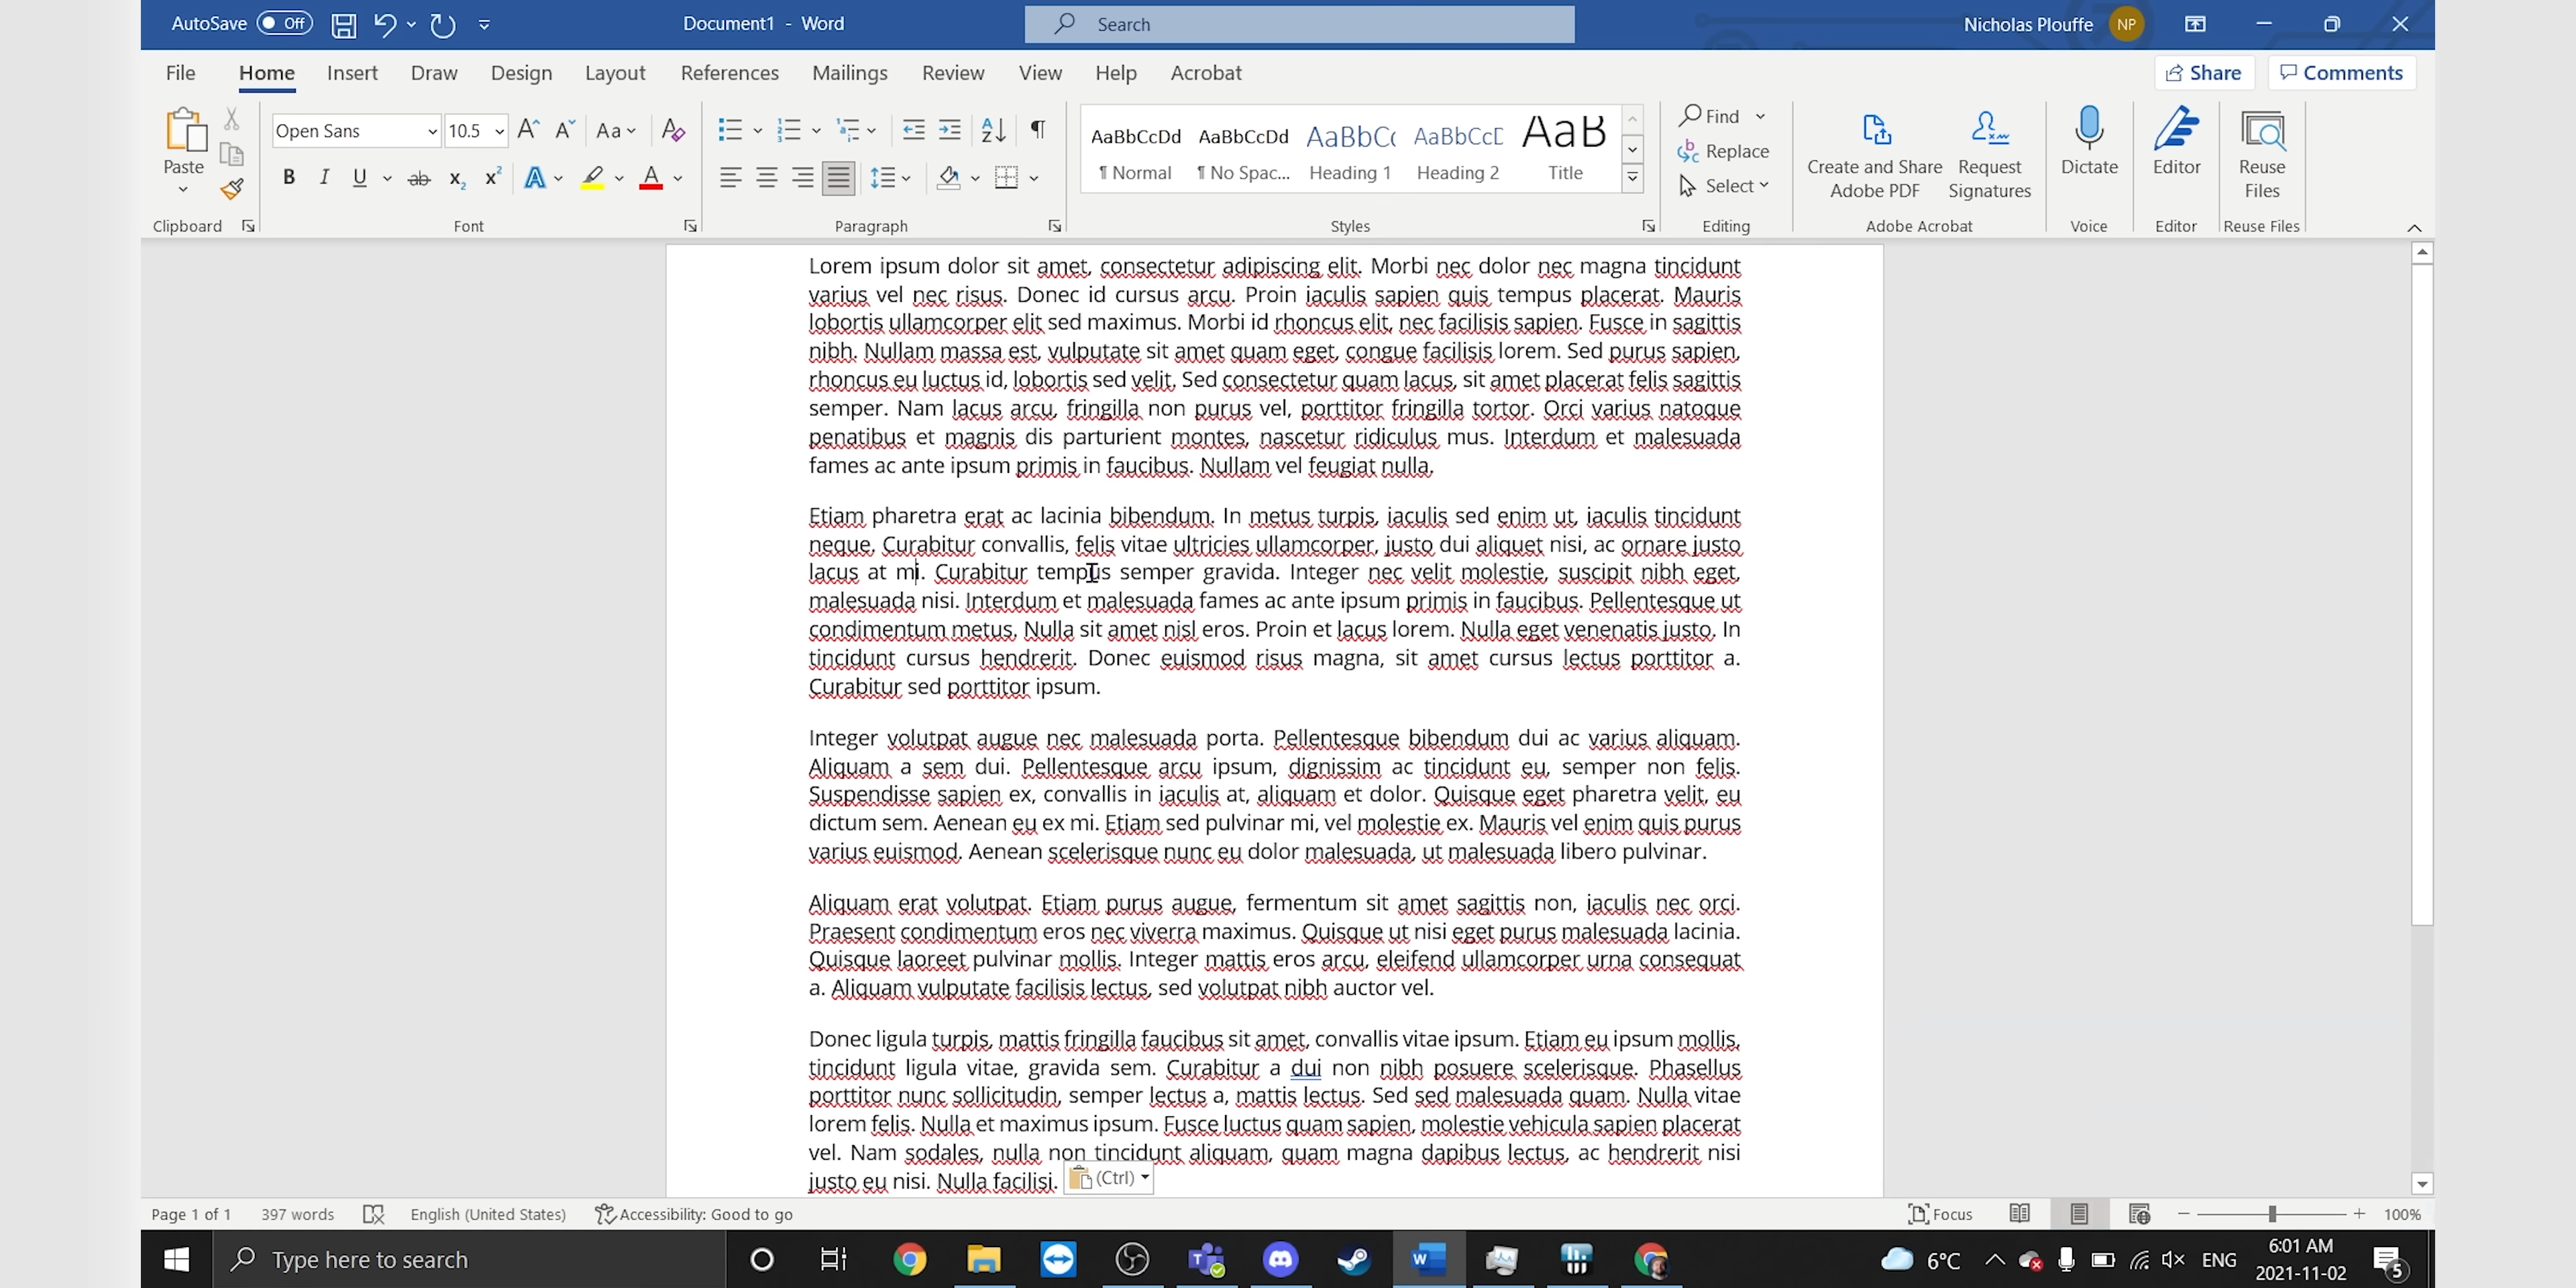 AutoSave Off Document1 - Word Search Nicholas Plouffe NP
File Home Insert Draw Design Layout References Mailings Review View Help Acrobat Share Comments
Open Sans 10.5 Aa
AaBbCcDd AaBbCcDd AaBbC AaBbCcD AaB
Find
Replace
Select
Paste
B I U ab x₂ x² A A
¶ Normal ¶ No Spac... Heading 1 Heading 2 Title
Create and Share Adobe PDF
Request Signatures
Dictate
Editor
Reuse Files
Clipboard Font Paragraph Styles Editing Adobe Acrobat Voice Editor Reuse Files
Lorem ipsum dolor sit amet, consectetur adipiscing elit. Morbi nec dolor nec magna tincidunt
varius vel nec risus. Donec id cursus arcu. Proin iaculis sapien quis tempus placerat. Mauris
lobortis ullamcorper elit sed maximus. Morbi id rhoncus elit, nec facilisis sapien. Fusce in sagittis
nibh. Nullam massa est, vulputate sit amet quam eget, congue facilisis lorem. Sed purus sapien,
rhoncus eu luctus id, lobortis sed velit. Sed consectetur quam lacus, sit amet placerat felis sagittis
semper. Nam lacus arcu, fringilla non purus vel, porttitor fringilla tortor. Orci varius natoque
penatibus et magnis dis parturient montes, nascetur ridiculus mus. Interdum et malesuada
fames ac ante ipsum primis in faucibus. Nullam vel feugiat nulla.
Etiam pharetra erat ac lacinia bibendum. In metus turpis, iaculis sed enim ut, iaculis tincidunt
neque. Curabitur convallis, felis vitae ultricies ullamcorper, justo dui aliquet nisi, ac ornare justo
lacus at mi. Curabitur tempus semper gravida. Integer nec velit molestie, suscipit nibh eget,
malesuada nisi. Interdum et malesuada fames ac ante ipsum primis in faucibus. Pellentesque ut
condimentum metus. Nulla sit amet nisl eros. Proin et lacus lorem. Nulla eget venenatis justo. In
tincidunt cursus hendrerit. Donec euismod risus magna, sit amet cursus lectus porttitor a.
Curabitur sed porttitor ipsum.
Integer volutpat augue nec malesuada porta. Pellentesque bibendum dui ac varius aliquam.
Aliquam a sem dui. Pellentesque arcu ipsum, dignissim ac tincidunt eu, semper non felis.
Suspendisse sapien ex, convallis in iaculis at, aliquam et dolor. Quisque eget pharetra velit, eu
dictum sem. Aenean eu ex mi. Etiam sed pulvinar mi, vel molestie ex. Mauris vel enim quis purus
varius euismod. Aenean scelerisque nunc eu dolor malesuada, ut malesuada libero pulvinar.
Aliquam erat volutpat. Etiam purus augue, fermentum sit amet sagittis non, iaculis nec orci.
Praesent condimentum eros nec viverra maximus. Quisque ut nisi eget purus malesuada lacinia.
Quisque laoreet pulvinar mollis. Integer mattis eros arcu, eleifend ullamcorper urna consequat
a. Aliquam vulputate facilisis lectus, sed volutpat nibh auctor vel.
Donec ligula turpis, mattis fringilla faucibus sit amet, convallis vitae ipsum. Etiam eu ipsum mollis,
tincidunt ligula vitae, gravida sem. Curabitur a dui non nibh posuere scelerisque. Phasellus
porttitor nunc sollicitudin, semper lectus a, mattis lectus. Sed sed malesuada quam. Nulla vitae
lorem felis. Nulla et maximus ipsum. Fusce luctus quam sapien, molestie vehicula sapien placerat
vel. Nam sodales, nulla non tincidunt aliquam, quam magna dapibus lectus, ac hendrerit nisi
justo eu nisi. Nulla facilisi. (Ctrl)
Page 1 of 1 397 words English (United States) Accessibility: Good to go Focus 100%
Type here to search 6°C ENG 6:01 AM
2021-11-02 5